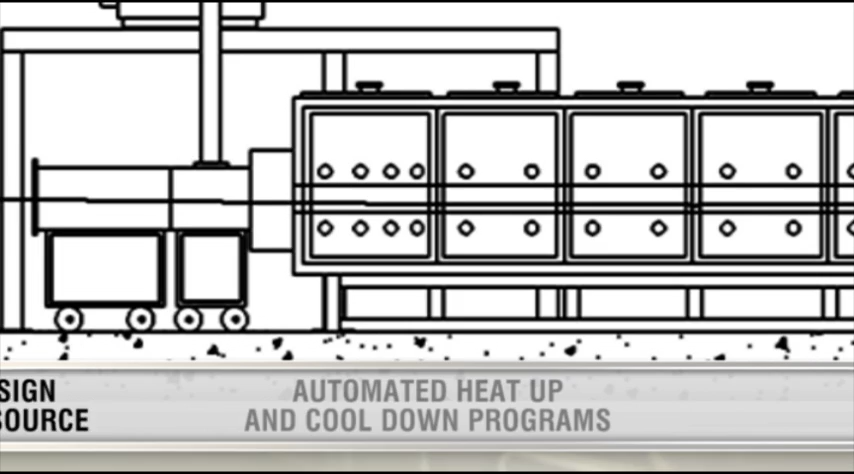 SIGN
SOURCE
AUTOMATED HEAT UP
AND COOL DOWN PROGRAMS